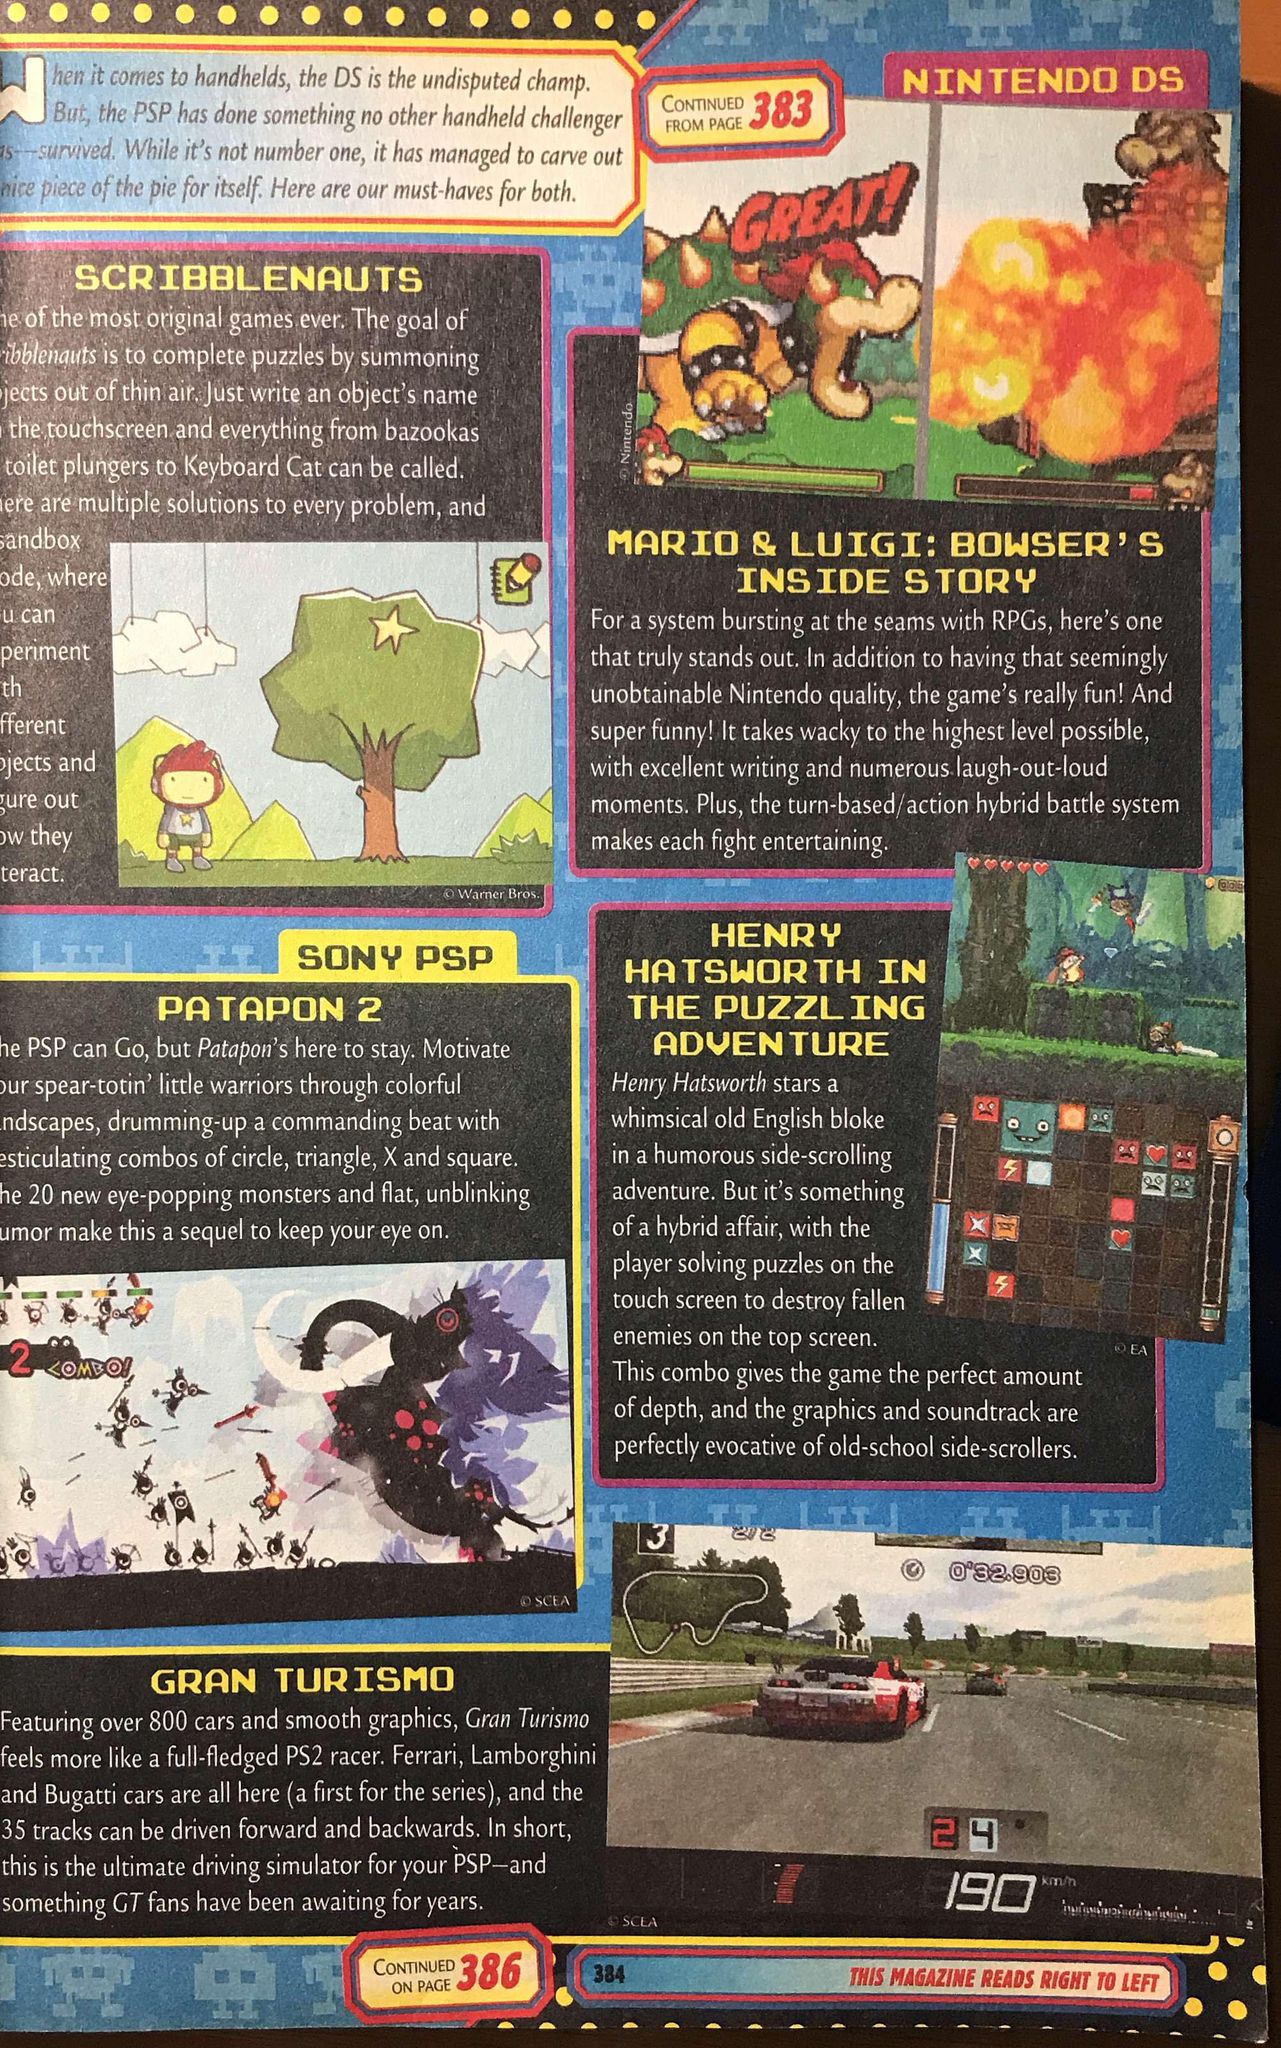 When it comes to handhelds, the DS is the undisputed champ.
But, the PSP has done something no other handheld challenger
as—survived. While it's not number one, it has managed to carve out
nice piece of the pie for itself. Here are our must-haves for both.
CONTINUED
FROM PAGE 383
NINTENDO DS
GREAT!
© Nintendo
MARIO & LUIGI: BOWSER'S
INSIDE STORY
For a system bursting at the seams with RPGs, here's one
that truly stands out. In addition to having that seemingly
unobtainable Nintendo quality, the game's really fun! And
super funny! It takes wacky to the highest level possible,
with excellent writing and numerous laugh-out-loud
moments. Plus, the turn-based/action hybrid battle system
makes each fight entertaining.
SCRIBBLENAUTS
ne of the most original games ever. The goal of
ribblenauts is to complete puzzles by summoning
jects out of thin air. Just write an object's name
the touchscreen and everything from bazookas
toilet plungers to Keyboard Cat can be called.
ere are multiple solutions to every problem, and
sandbox
ode, where
u can
periment
th
fferent
bjects and
gure out
ow they
teract.
© Warner Bros.
HENRY
HATSWORTH IN
THE PUZZLING
ADVENTURE
Henry Hatsworth stars a
whimsical old English bloke
in a humorous side-scrolling
adventure. But it's something
of a hybrid affair, with the
player solving puzzles on the
touch screen to destroy fallen
enemies on the top screen.
This combo gives the game the perfect amount
of depth, and the graphics and soundtrack are
perfectly evocative of old-school side-scrollers.
© EA
SONY PSP
PATAPON 2
he PSP can Go, but Patapon's here to stay. Motivate
our spear-totin' little warriors through colorful
ndscapes, drumming-up a commanding beat with
esticulating combos of circle, triangle, X and square.
he 20 new eye-popping monsters and flat, unblinking
umor make this a sequel to keep your eye on.
2 COMBO!
© SCEA
GRAN TURISMO
Featuring over 800 cars and smooth graphics, Gran Turismo
feels more like a full-fledged PS2 racer. Ferrari, Lamborghini
and Bugatti cars are all here (a first for the series), and the
35 tracks can be driven forward and backwards. In short,
this is the ultimate driving simulator for your PSP—and
something GT fans have been awaiting for years.
3 2/2
0'32.903
2 4
190 km/h
© SCEA
CONTINUED
ON PAGE 386
384
THIS MAGAZINE READS RIGHT TO LEFT